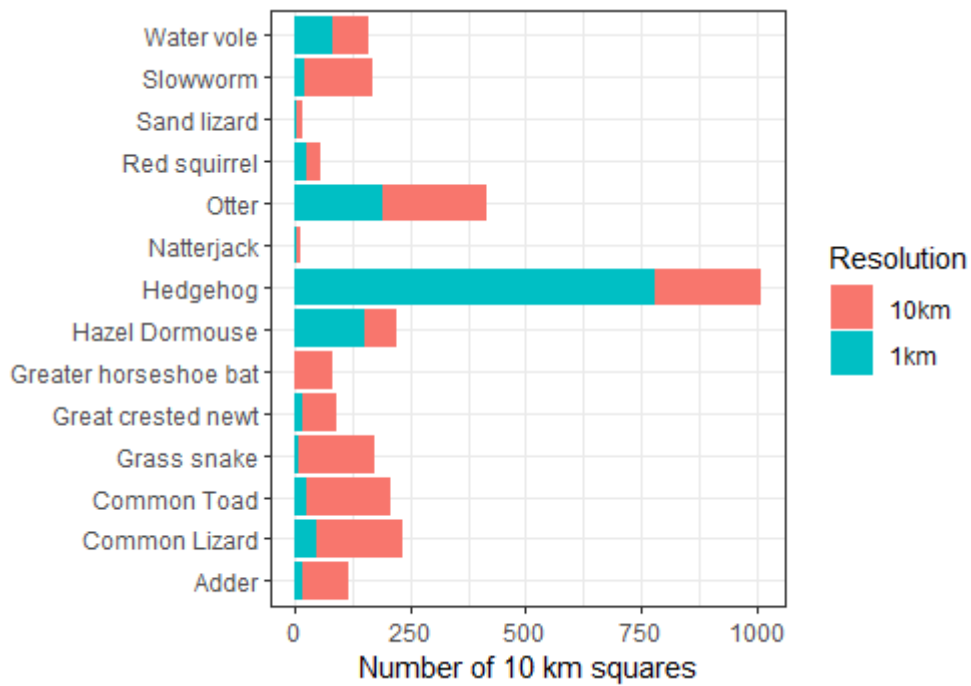 Water vole
Slowworm
Sand lizard
Red squirrel
Otter
Natterjack
Hedgehog
Hazel Dormouse
Greater horseshoe bat
Great crested newt
Grass snake
Common Toad
Common Lizard
Adder
0 250 500 750 1000
Number of 10 km squares
Resolution
10km
1km